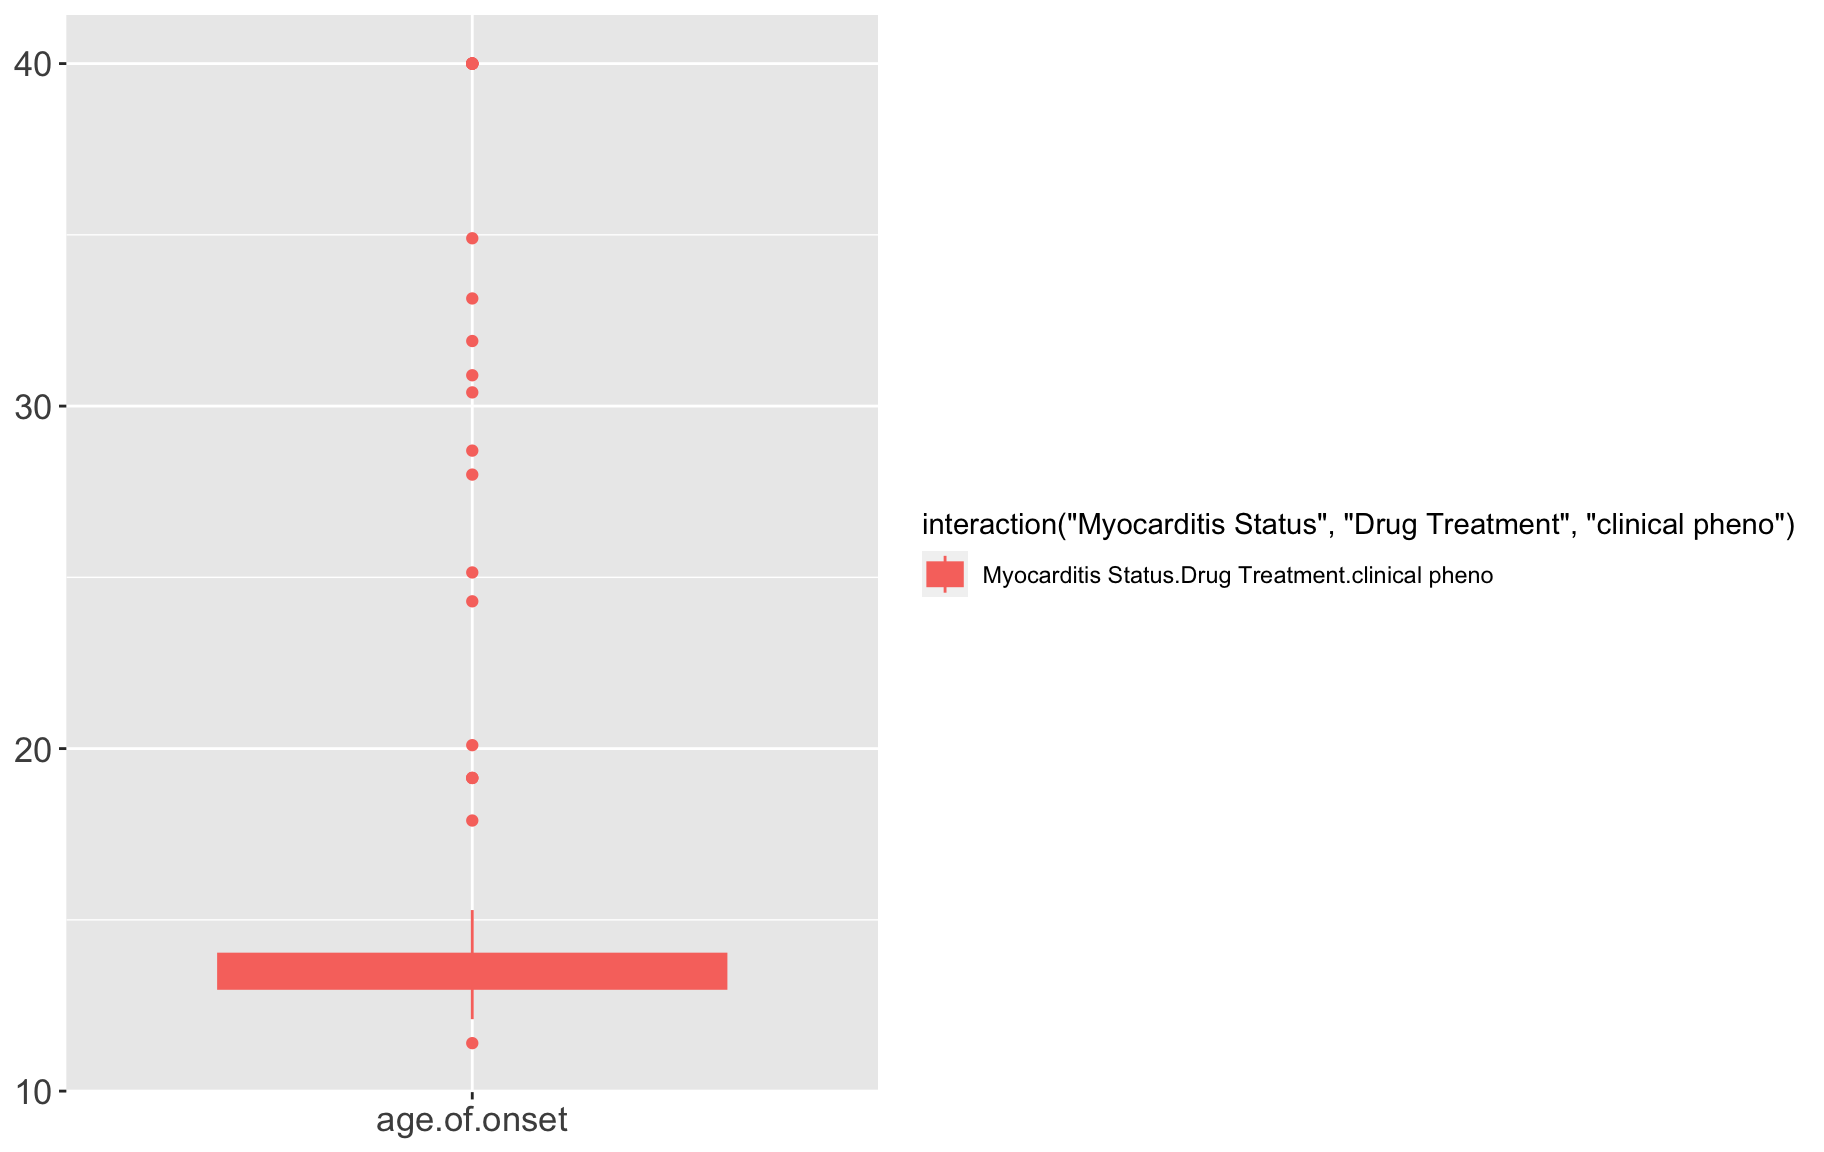 40
30
20
10
age.of.onset
interaction("Myocarditis Status", "Drug Treatment", "clinical pheno")
Myocarditis Status.Drug Treatment.clinical pheno